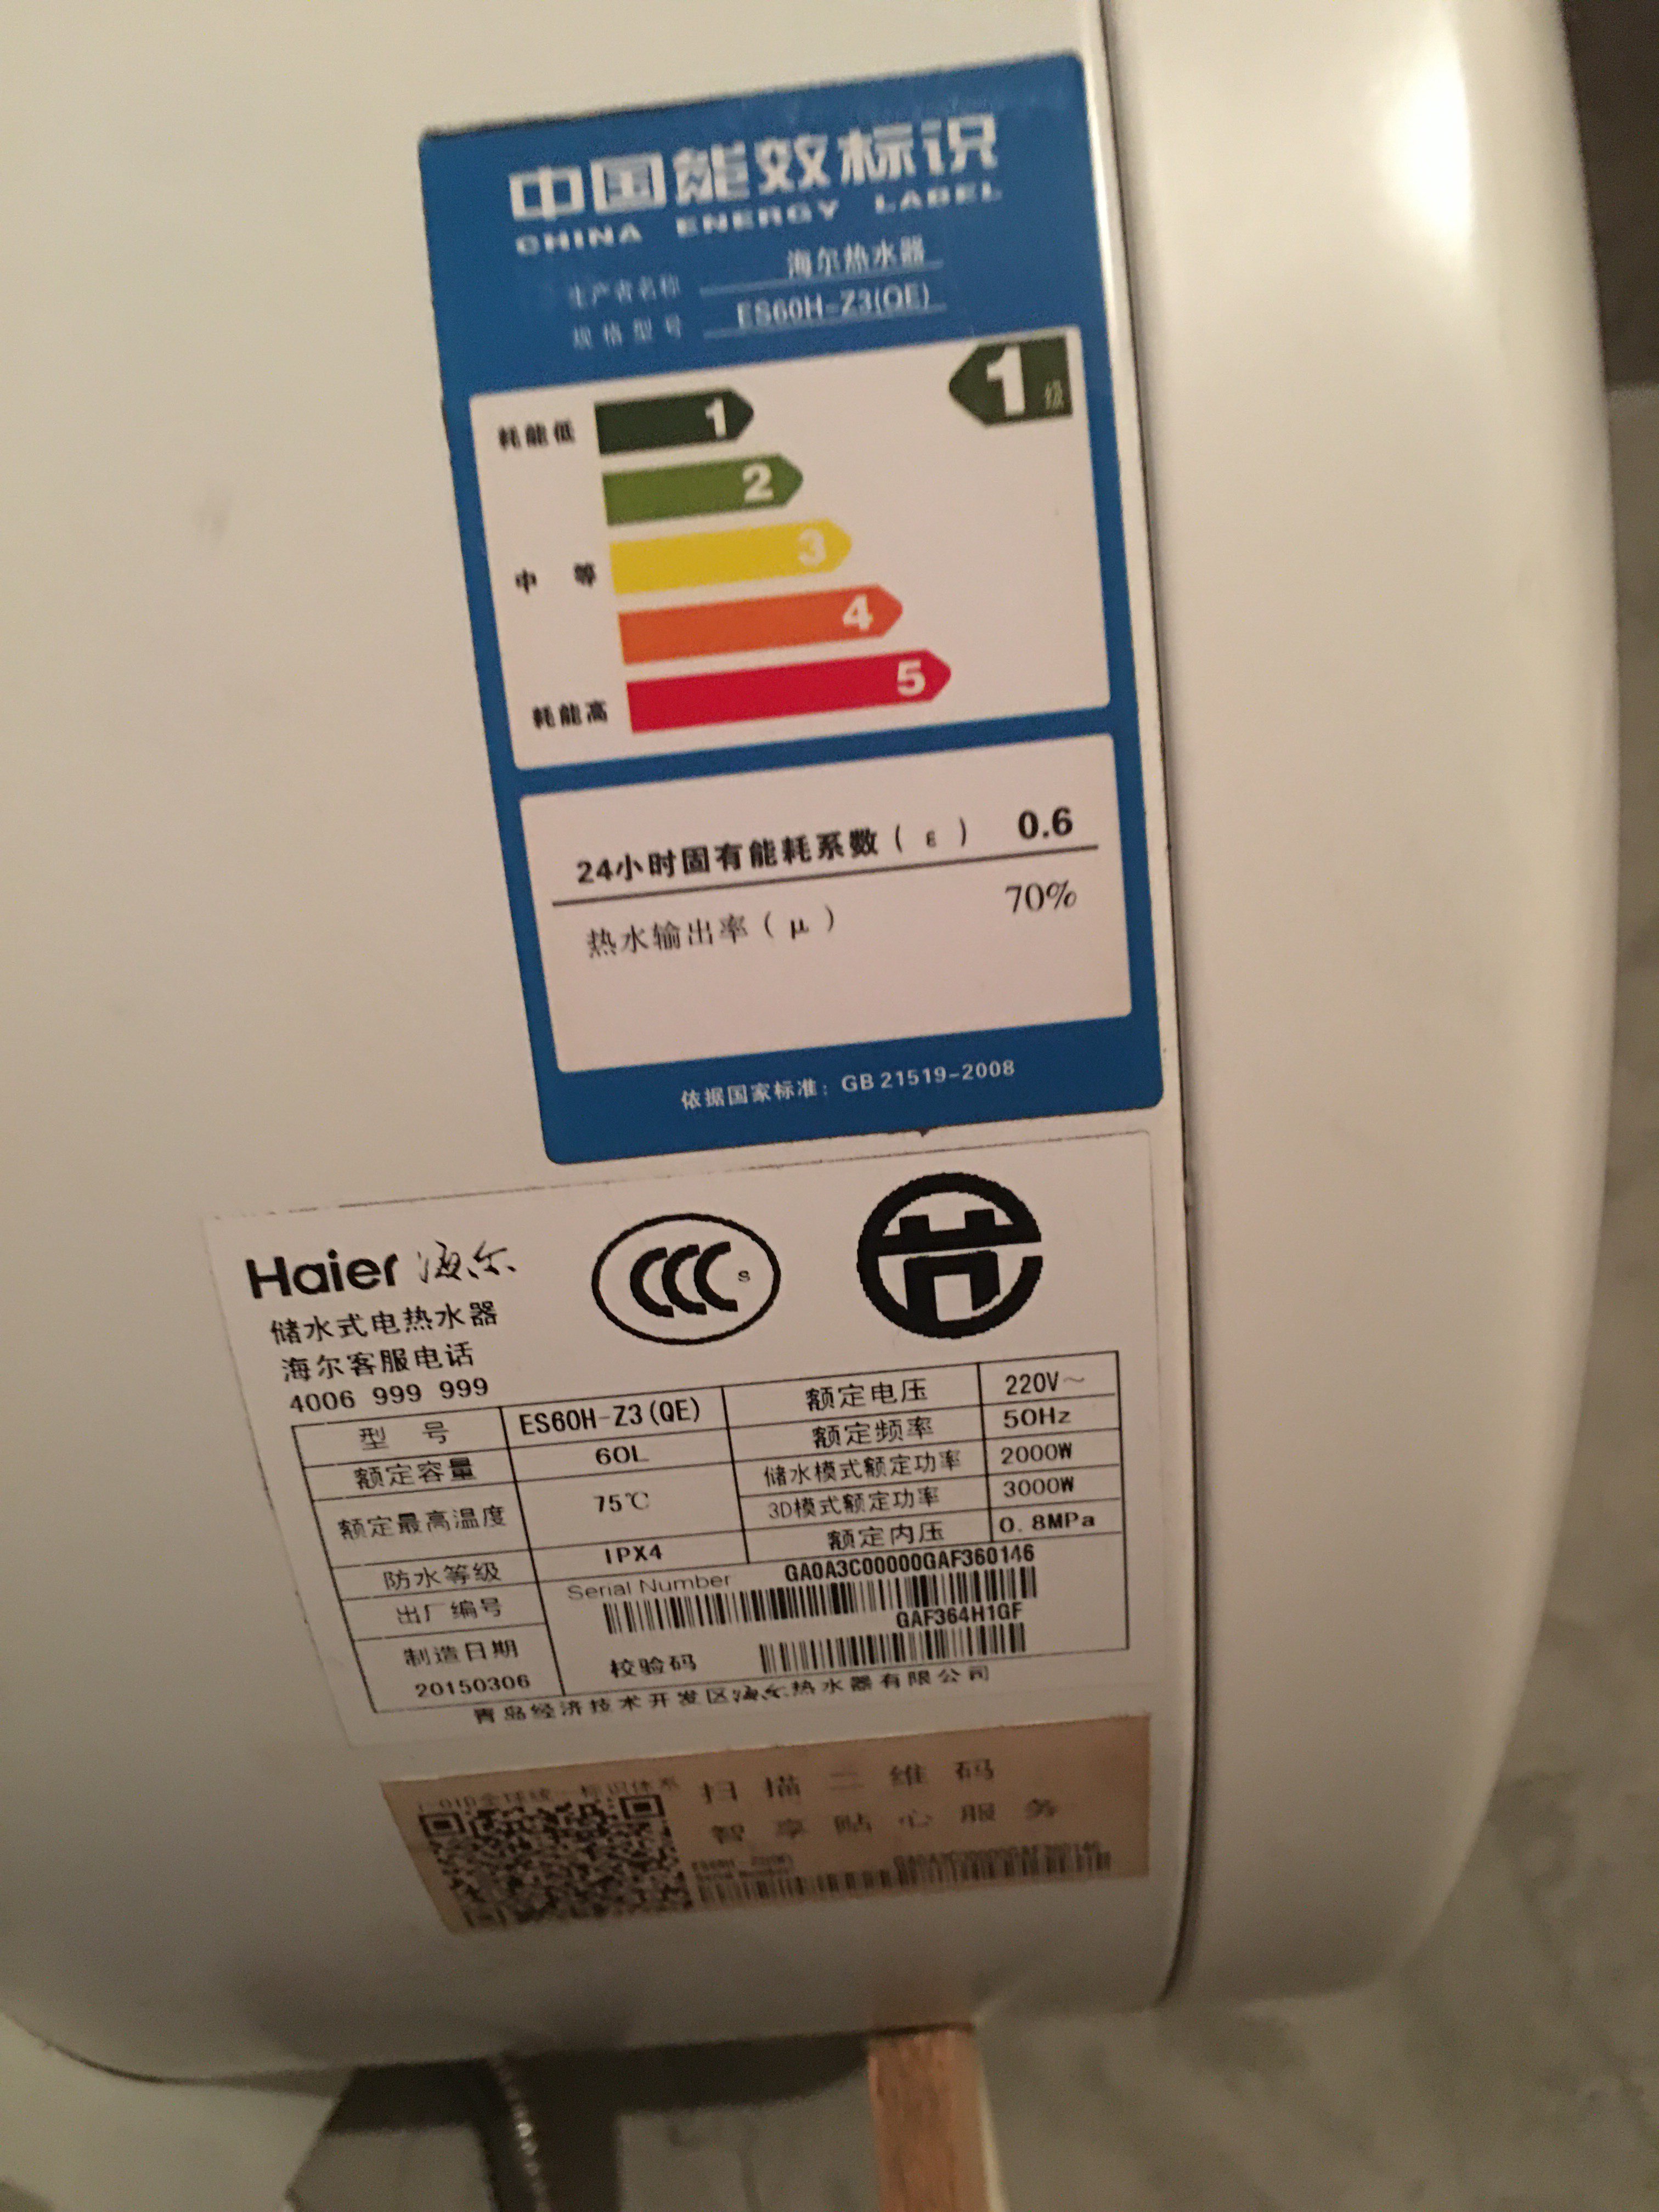 中国能效标识
CHINA ENERGY LABEL
生产者名称 海尔热水器
规格型号 ES60H-Z3(QE)
1级
耗能低 1
2
中等 3
4
耗能高 5
24小时固有能耗系数(ε) 0.6
热水输出率(μ) 70%
依据国家标准:GB 21519-2008
Haier 海尔
CCC S
储水式电热水器
海尔客服电话
4006 999 999
型 号 ES60H-Z3(QE) 额定电压 220V~
额定容量 60L 额定频率 50Hz
额定最高温度 75℃ 储水模式额定功率 2000W
3D模式额定功率 3000W
防水等级 IPX4 额定内压 0.8MPa
出厂编号 Serial Number GA0A3C00000GAF360146
GAF364H1GF
制造日期 校验码
20150306
青岛经济技术开发区海尔热水器有限公司
扫描二维码
智享贴心服务